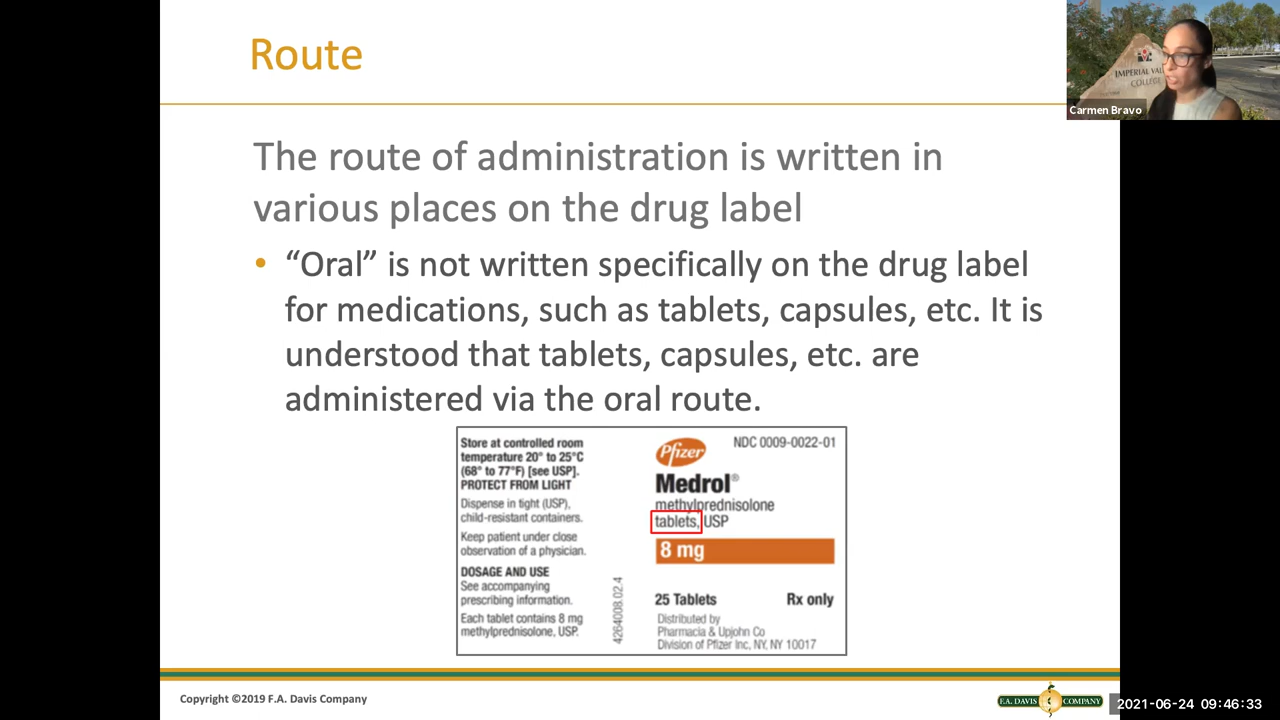 Route
IMPERIAL VAL
COLLEGE
Carmen Bravo
The route of administration is written in
various places on the drug label
• “Oral” is not written specifically on the drug label
for medications, such as tablets, capsules, etc. It is
understood that tablets, capsules, etc. are
administered via the oral route.
Store at controlled room
temperature 20° to 25°C
(68° to 77°F) [see USP].
PROTECT FROM LIGHT
Dispense in tight (USP),
child-resistant containers.
Keep patient under close
observation of a physician.
DOSAGE AND USE
See accompanying
prescribing information.
Each tablet contains 8 mg
methylprednisolone, USP.
4264008.02.4
Pfizer
NDC 0009-0022-01
Medrol®
methylprednisolone
tablets, USP
8 mg
25 Tablets
Rx only
Distributed by
Pharmacia & Upjohn Co
Division of Pfizer Inc, NY, NY 10017
Copyright ©2019 F.A. Davis Company
F.A. DAVIS COMPANY
2021-06-24 09:46:33